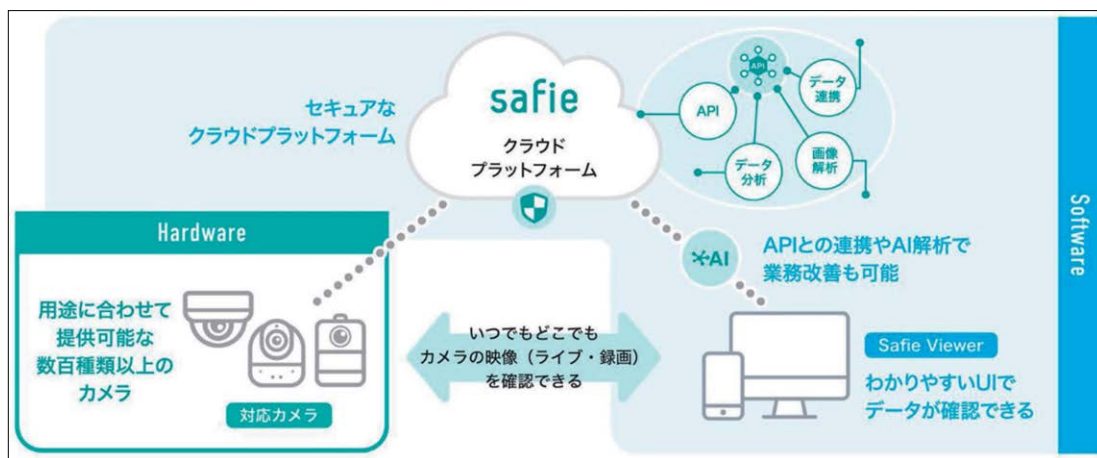 セキュアな
クラウドプラットフォーム
safie
クラウド
プラットフォーム
API
API
データ
連携
データ
分析
画像
解析
Hardware
用途に合わせて
提供可能な
数百種類以上の
カメラ
対応カメラ
いつでもどこでも
カメラの映像（ライブ・録画）
を確認できる
AI
APIとの連携やAI解析で
業務改善も可能
Safie Viewer
わかりやすいUIで
データが確認できる
Software